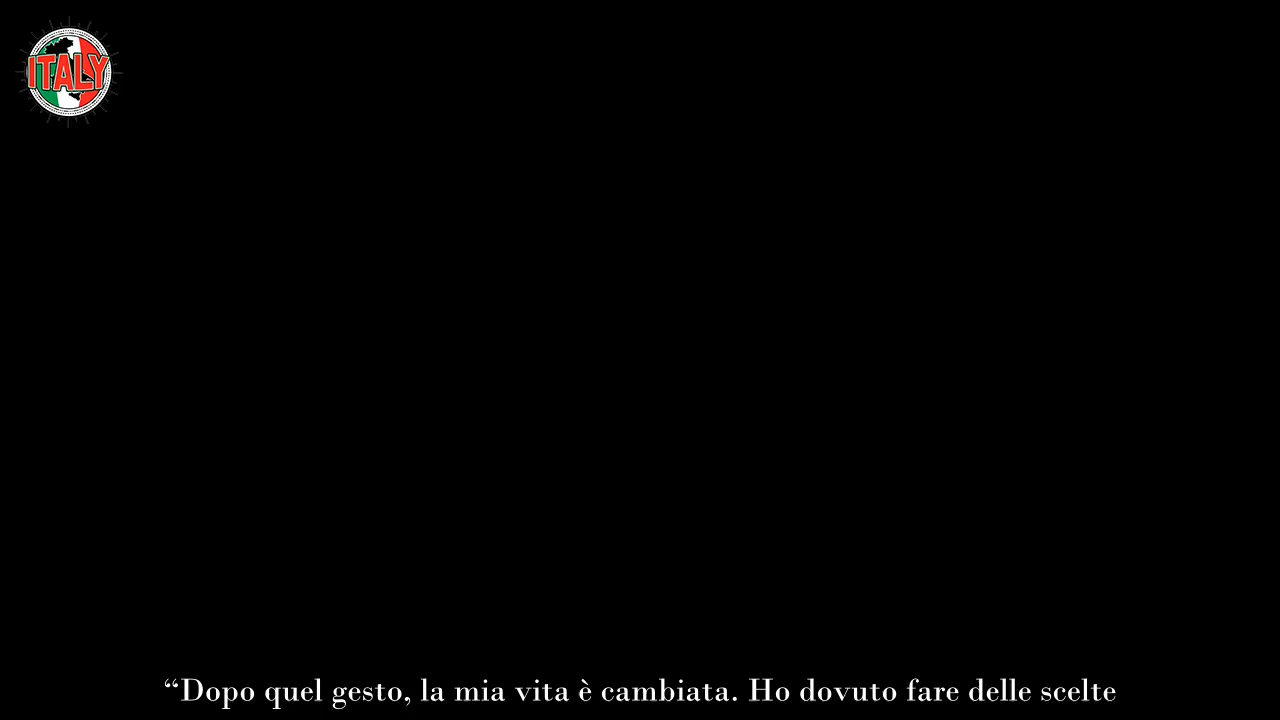 ITALY
“Dopo quel gesto, la mia vita è cambiata. Ho dovuto fare delle scelte